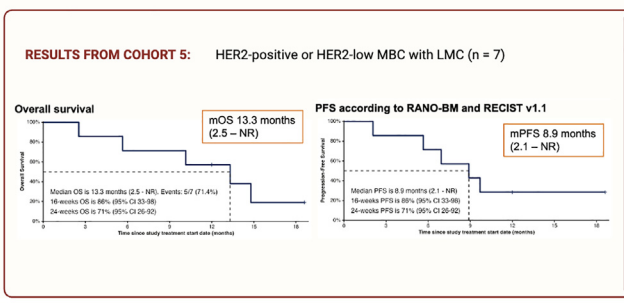 RESULTS FROM COHORT 5: HER2-positive or HER2-low MBC with LMC (n = 7)
Overall survival
mOS 13.3 months
(2.5 – NR)
100%
80%
60%
40%
20%
0%
Overall Survival
Median OS is 13.3 months (2.5 - NR). Events: 5/7 (71.4%)
16-weeks OS is 86% (95% CI 33-98)
24-weeks OS is 71% (95% CI 26-92)
0 3 6 9 12 15 18
Time since study treatment start date (months)
PFS according to RANO-BM and RECIST v1.1
mPFS 8.9 months
(2.1 – NR)
100%
80%
60%
40%
20%
0%
Progression-Free Survival
Median PFS is 8.9 months (2.1 - NR)
16-weeks PFS is 86% (95% CI 33-98)
24-weeks PFS is 71% (95% CI 26-92)
0 3 6 9 12 15 18
Time since study treatment start date (months)